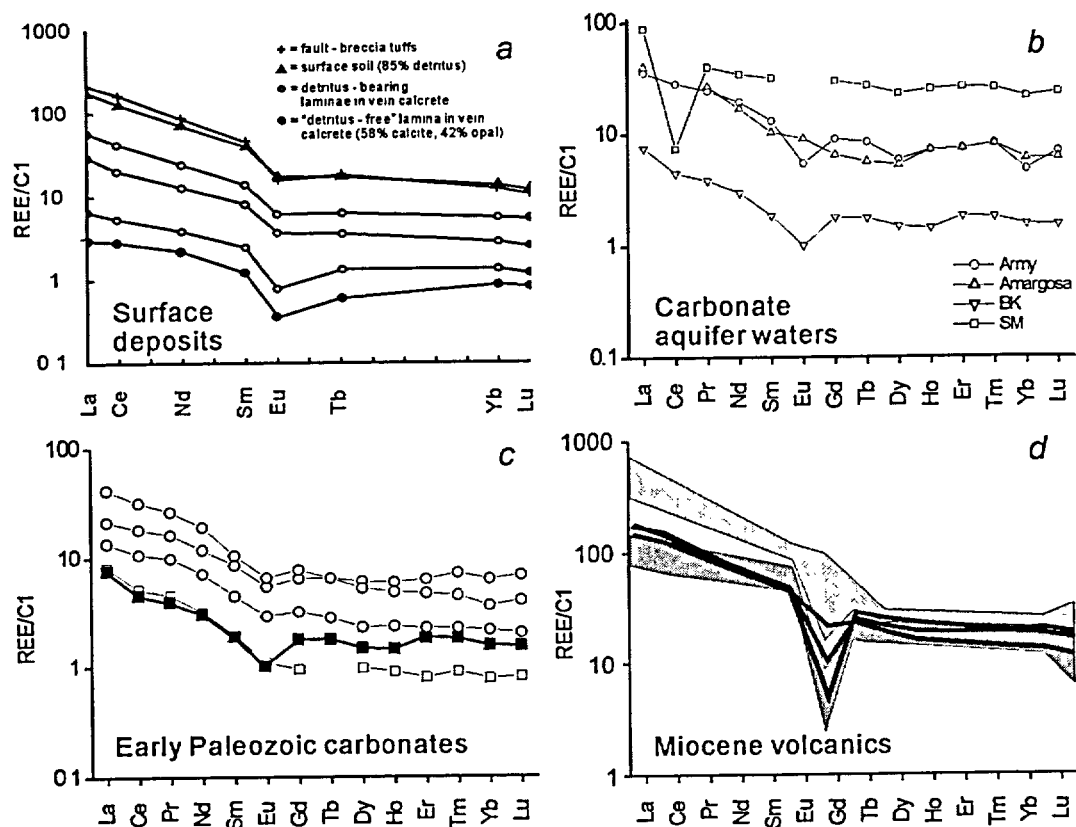 1000
100
10
1
0 1
REE/C1
a
= fault - breccia tuffs
= surface soil (85% detritus)
= detritus - bearing
laminae in vein calcrete
= "detritus - free" lamina in vein
calcrete (58% calcite, 42% opal)
Surface
deposits
La Ce Nd Sm Eu Tb Yb Lu
100
10
1
0.1
REE/C1
b
Army
Amargosa
BK
SM
Carbonate
aquifer waters
La Ce Pr Nd Sm Eu Gd Tb Dy Ho Er Tm Yb Lu
100
10
1
0 1
REE/C1
c
Early Paleozoic carbonates
La Ce Pr Nd Sm Eu Gd Tb Dy Ho Er Tm Yb Lu
1000
100
10
1
REE/C1
d
Miocene volcanics
La Ce Pr Nd Sm Eu Gd Tb Dy Ho Er Tm Yb Lu